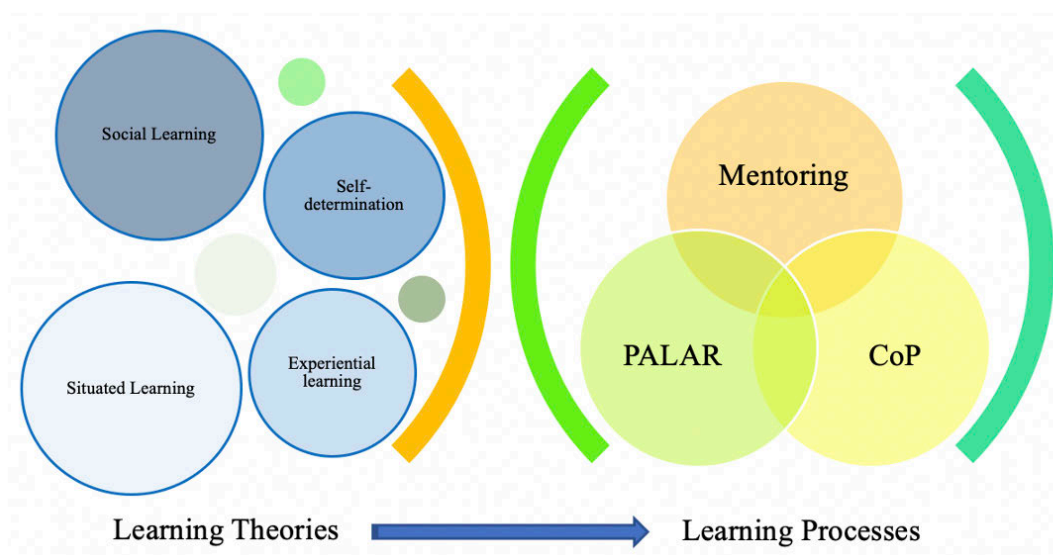 Social Learning
Self-
determination
Situated Learning
Experiential
learning
Mentoring
PALAR
CoP
Learning Theories
Learning Processes